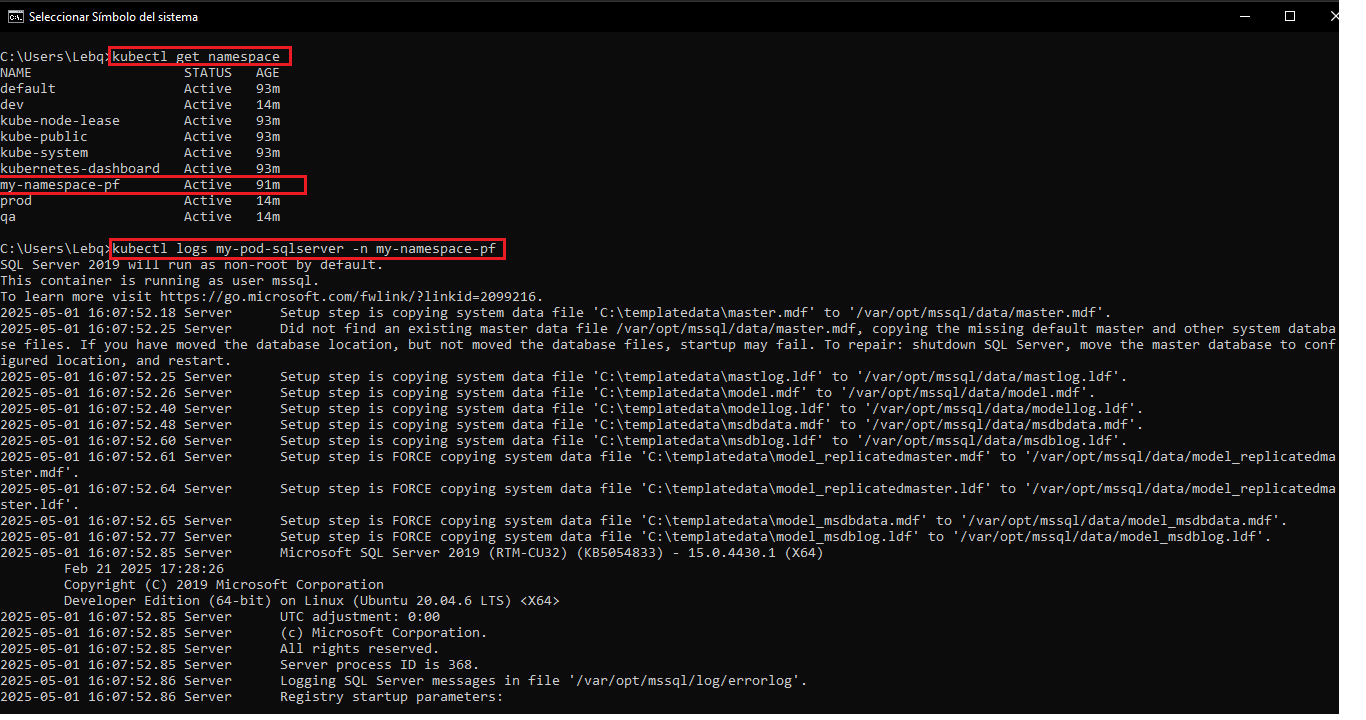 Seleccionar Símbolo del sistema
C:\Users\Lebq>kubectl get namespace
NAME                   STATUS   AGE
default                Active   93m
dev                    Active   14m
kube-node-lease        Active   93m
kube-public            Active   93m
kube-system            Active   93m
kubernetes-dashboard   Active   93m
my-namespace-pf        Active   91m
prod                   Active   14m
qa                     Active   14m
C:\Users\Lebq>kubectl logs my-pod-sqlserver -n my-namespace-pf
SQL Server 2019 will run as non-root by default.
This container is running as user mssql.
To learn more visit https://go.microsoft.com/fwlink/?linkid=2099216.
2025-05-01 16:07:52.18 Server      Setup step is copying system data file 'C:\templatedata\master.mdf' to '/var/opt/mssql/data/master.mdf'.
2025-05-01 16:07:52.25 Server      Did not find an existing master data file /var/opt/mssql/data/master.mdf, copying the missing default master and other system databa
se files. If you have moved the database location, but not moved the database files, startup may fail. To repair: shutdown SQL Server, move the master database to conf
igured location, and restart.
2025-05-01 16:07:52.25 Server      Setup step is copying system data file 'C:\templatedata\mastlog.ldf' to '/var/opt/mssql/data/mastlog.ldf'.
2025-05-01 16:07:52.26 Server      Setup step is copying system data file 'C:\templatedata\model.mdf' to '/var/opt/mssql/data/model.mdf'.
2025-05-01 16:07:52.40 Server      Setup step is copying system data file 'C:\templatedata\modellog.ldf' to '/var/opt/mssql/data/modellog.ldf'.
2025-05-01 16:07:52.48 Server      Setup step is copying system data file 'C:\templatedata\msdbdata.mdf' to '/var/opt/mssql/data/msdbdata.mdf'.
2025-05-01 16:07:52.60 Server      Setup step is copying system data file 'C:\templatedata\msdblog.ldf' to '/var/opt/mssql/data/msdblog.ldf'.
2025-05-01 16:07:52.61 Server      Setup step is FORCE copying system data file 'C:\templatedata\model_replicatedmaster.mdf' to '/var/opt/mssql/data/model_replicatedma
ster.mdf'.
2025-05-01 16:07:52.64 Server      Setup step is FORCE copying system data file 'C:\templatedata\model_replicatedmaster.ldf' to '/var/opt/mssql/data/model_replicatedma
ster.ldf'.
2025-05-01 16:07:52.65 Server      Setup step is FORCE copying system data file 'C:\templatedata\model_msdbdata.mdf' to '/var/opt/mssql/data/model_msdbdata.mdf'.
2025-05-01 16:07:52.77 Server      Setup step is FORCE copying system data file 'C:\templatedata\model_msdblog.ldf' to '/var/opt/mssql/data/model_msdblog.ldf'.
2025-05-01 16:07:52.85 Server      Microsoft SQL Server 2019 (RTM-CU32) (KB5054833) - 15.0.4430.1 (X64)
        Feb 21 2025 17:28:26
        Copyright (C) 2019 Microsoft Corporation
        Developer Edition (64-bit) on Linux (Ubuntu 20.04.6 LTS) <X64>
2025-05-01 16:07:52.85 Server      UTC adjustment: 0:00
2025-05-01 16:07:52.85 Server      (c) Microsoft Corporation.
2025-05-01 16:07:52.85 Server      All rights reserved.
2025-05-01 16:07:52.85 Server      Server process ID is 368.
2025-05-01 16:07:52.86 Server      Logging SQL Server messages in file '/var/opt/mssql/log/errorlog'.
2025-05-01 16:07:52.86 Server      Registry startup parameters: